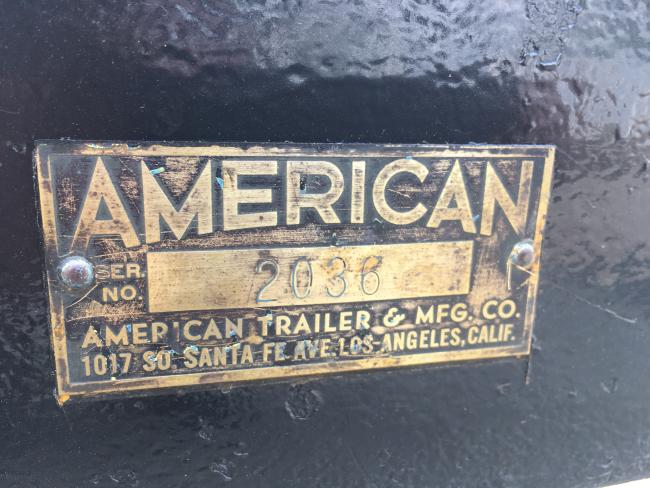 AMERICAN
SER. NO. 2036
AMERICAN TRAILER & MFG. CO.
1017 SO. SANTA FE AVE. LOS-ANGELES, CALIF.